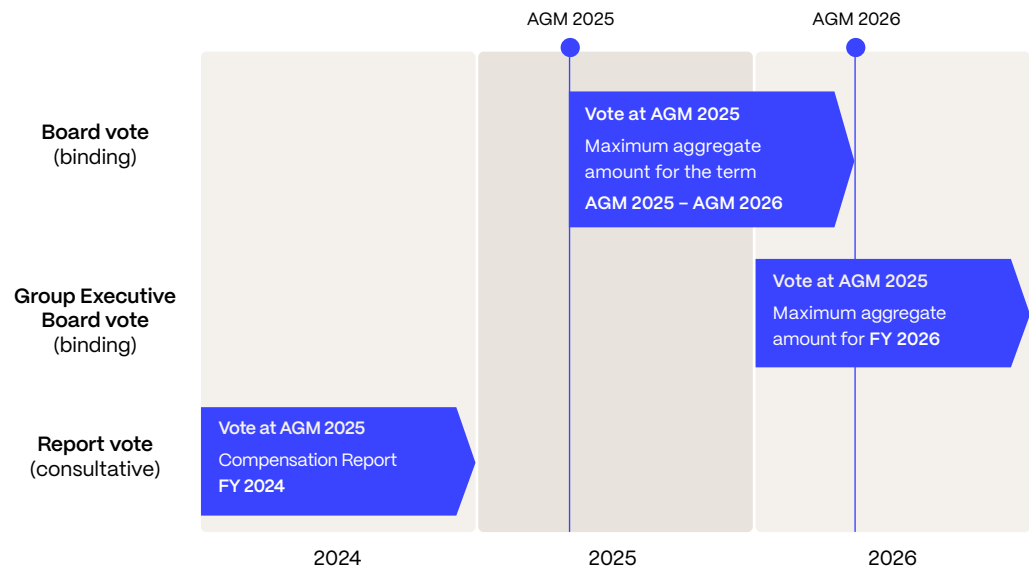 AGM 2025
AGM 2026
Board vote
(binding)
Vote at AGM 2025
Maximum aggregate
amount for the term
AGM 2025 – AGM 2026
Group Executive
Board vote
(binding)
Vote at AGM 2025
Maximum aggregate
amount for FY 2026
Report vote
(consultative)
Vote at AGM 2025
Compensation Report
FY 2024
2024
2025
2026